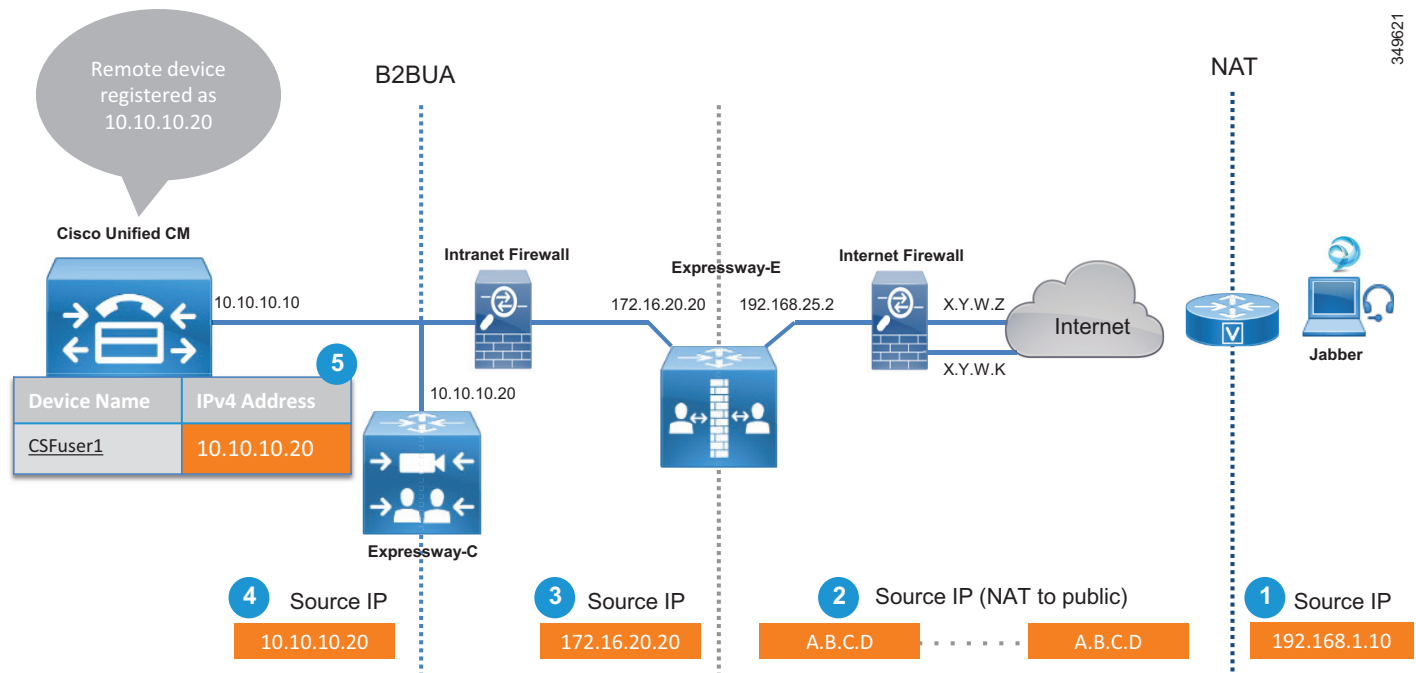 349621
Remote device
registered as
10.10.10.20
B2BUA
NAT
Cisco Unified CM
Intranet Firewall
Expressway-E
Internet Firewall
10.10.10.10
172.16.20.20
192.168.25.2
X.Y.W.Z
Internet
V
X.Y.W.K
Jabber
5
Device Name IPv4 Address
CSFuser1 10.10.10.20
10.10.10.20
Expressway-C
4 Source IP
10.10.10.20
3 Source IP
172.16.20.20
2 Source IP (NAT to public)
A.B.C.D A.B.C.D
1 Source IP
192.168.1.10